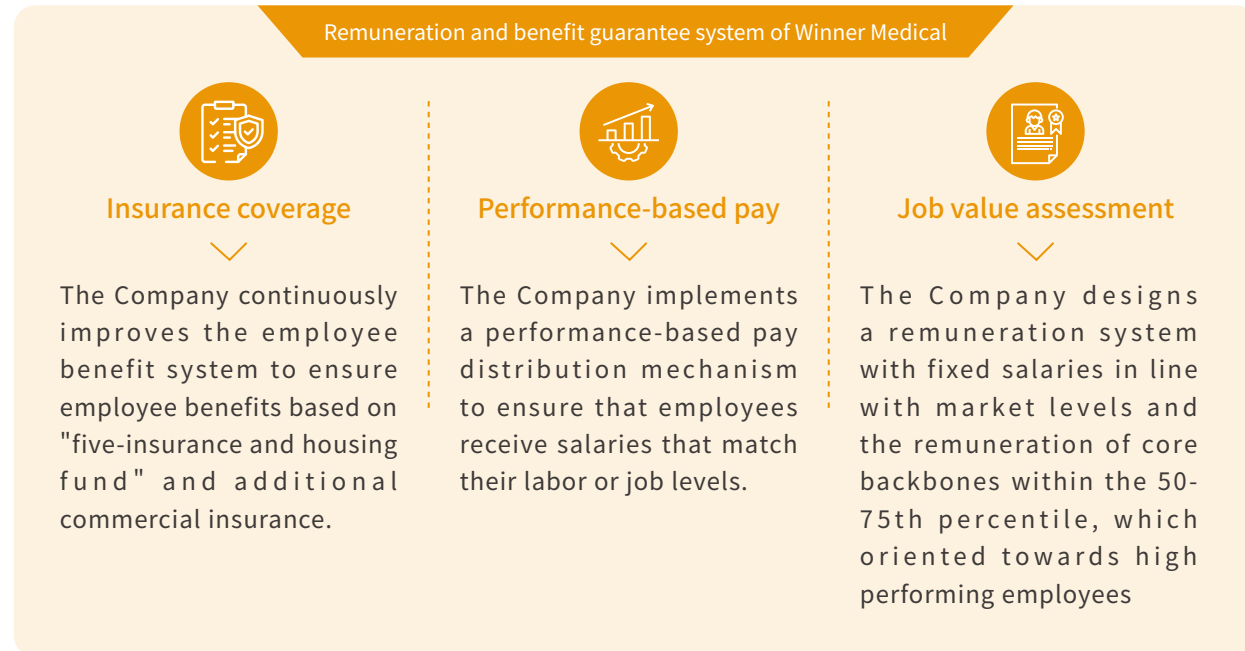 Remuneration and benefit guarantee system of Winner Medical
Insurance coverage
The Company continuously
improves the employee
benefit system to ensure
employee benefits based on
"five-insurance and housing
fund" and additional
commercial insurance.
Performance-based pay
The Company implements
a performance-based pay
distribution mechanism
to ensure that employees
receive salaries that match
their labor or job levels.
Job value assessment
The Company designs
a remuneration system
with fixed salaries in line
with market levels and
the remuneration of core
backbones within the 50-
75th percentile, which
oriented towards high
performing employees